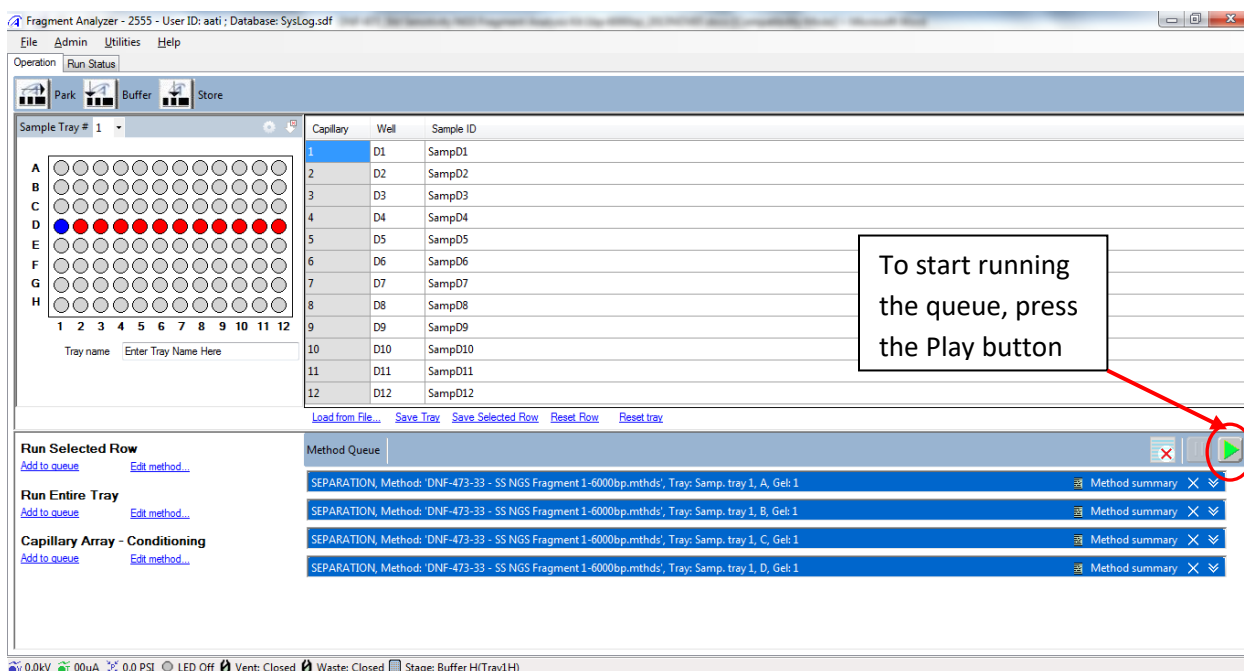 Fragment Analyzer - 2555 - User ID: aati ; Database: SysLog.sdf
File Admin Utilities Help
Operation Run Status
Park Buffer Store
Sample Tray # 1
A
B
C
D
E
F
G
H
1 2 3 4 5 6 7 8 9 10 11 12
Tray name Enter Tray Name Here
Capillary Well Sample ID
1 D1 SampD1
2 D2 SampD2
3 D3 SampD3
4 D4 SampD4
5 D5 SampD5
6 D6 SampD6
7 D7 SampD7
8 D8 SampD8
9 D9 SampD9
10 D10 SampD10
11 D11 SampD11
12 D12 SampD12
Load from File... Save Tray Save Selected Row Reset Row Reset tray
To start running
the queue, press
the Play button
Run Selected Row
Add to queue Edit method...
Run Entire Tray
Add to queue Edit method...
Capillary Array - Conditioning
Add to queue Edit method...
Method Queue
SEPARATION, Method: 'DNF-473-33 - SS NGS Fragment 1-6000bp.mthds', Tray: Samp. tray 1, A, Gel: 1 Method summary
SEPARATION, Method: 'DNF-473-33 - SS NGS Fragment 1-6000bp.mthds', Tray: Samp. tray 1, B, Gel: 1 Method summary
SEPARATION, Method: 'DNF-473-33 - SS NGS Fragment 1-6000bp.mthds', Tray: Samp. tray 1, C, Gel: 1 Method summary
SEPARATION, Method: 'DNF-473-33 - SS NGS Fragment 1-6000bp.mthds', Tray: Samp. tray 1, D, Gel: 1 Method summary
0.0kV 00uA 0.0 PSI LED Off Vent: Closed Waste: Closed Stage: Buffer H(Tray1H)